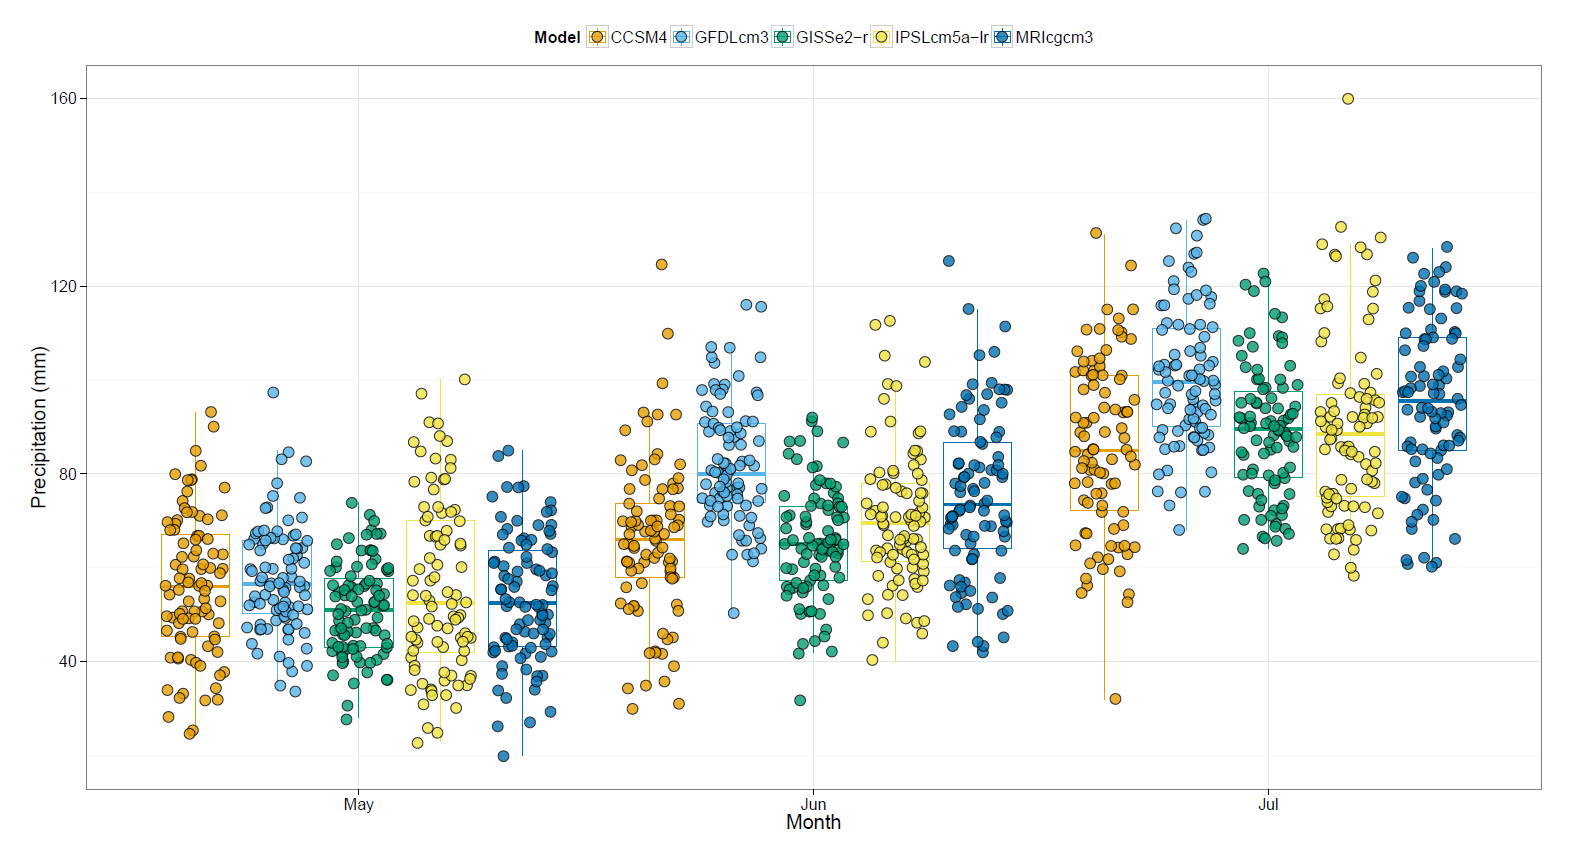 Model CCSM4 GFDLcm3 GISSe2−r IPSLcm5a−lr MRIcgcm3
160
120
80
40
Precipitation (mm)
May Jun Jul
Month